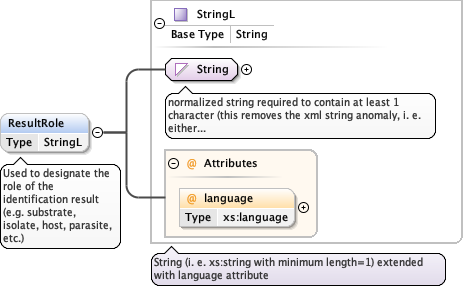 StringL
Base Type String
String
normalized string required to contain at least 1
character (this removes the xml string anomaly, i. e.
either...
ResultRole
Type StringL
Used to designate the
role of the
identification result
(e.g. substrate,
isolate, host, parasite,
etc.)
@ Attributes
@ language
Type xs:language
String (i. e. xs:string with minimum length=1) extended
with language attribute